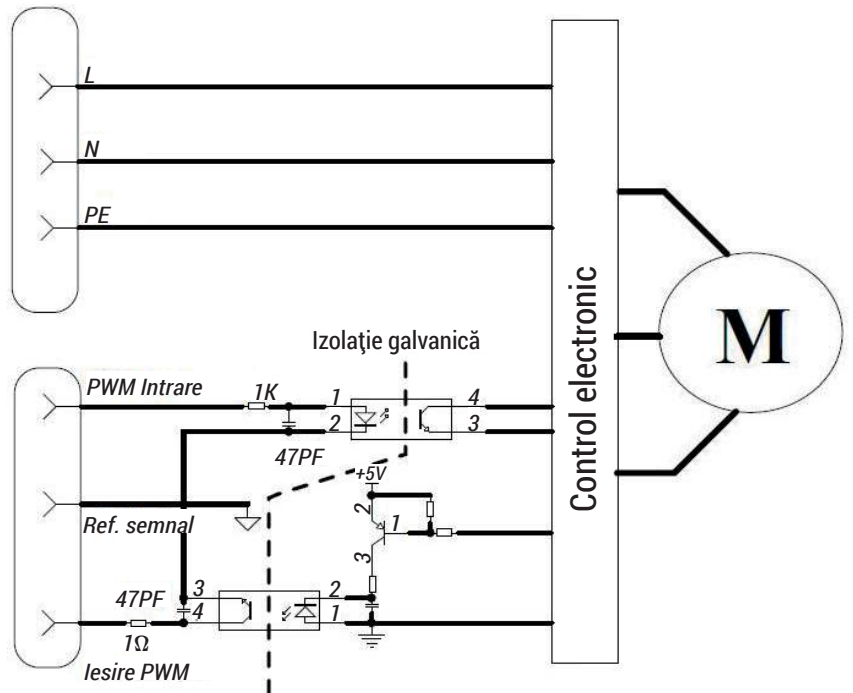 L
N
PE
Izolaţie galvanică
Control electronic
M
PWM Intrare
1K
1
4
2
3
47PF
+5V
2
1
Ref. semnal
3
47PF
3
4
2
1
1Ω
Iesire PWM